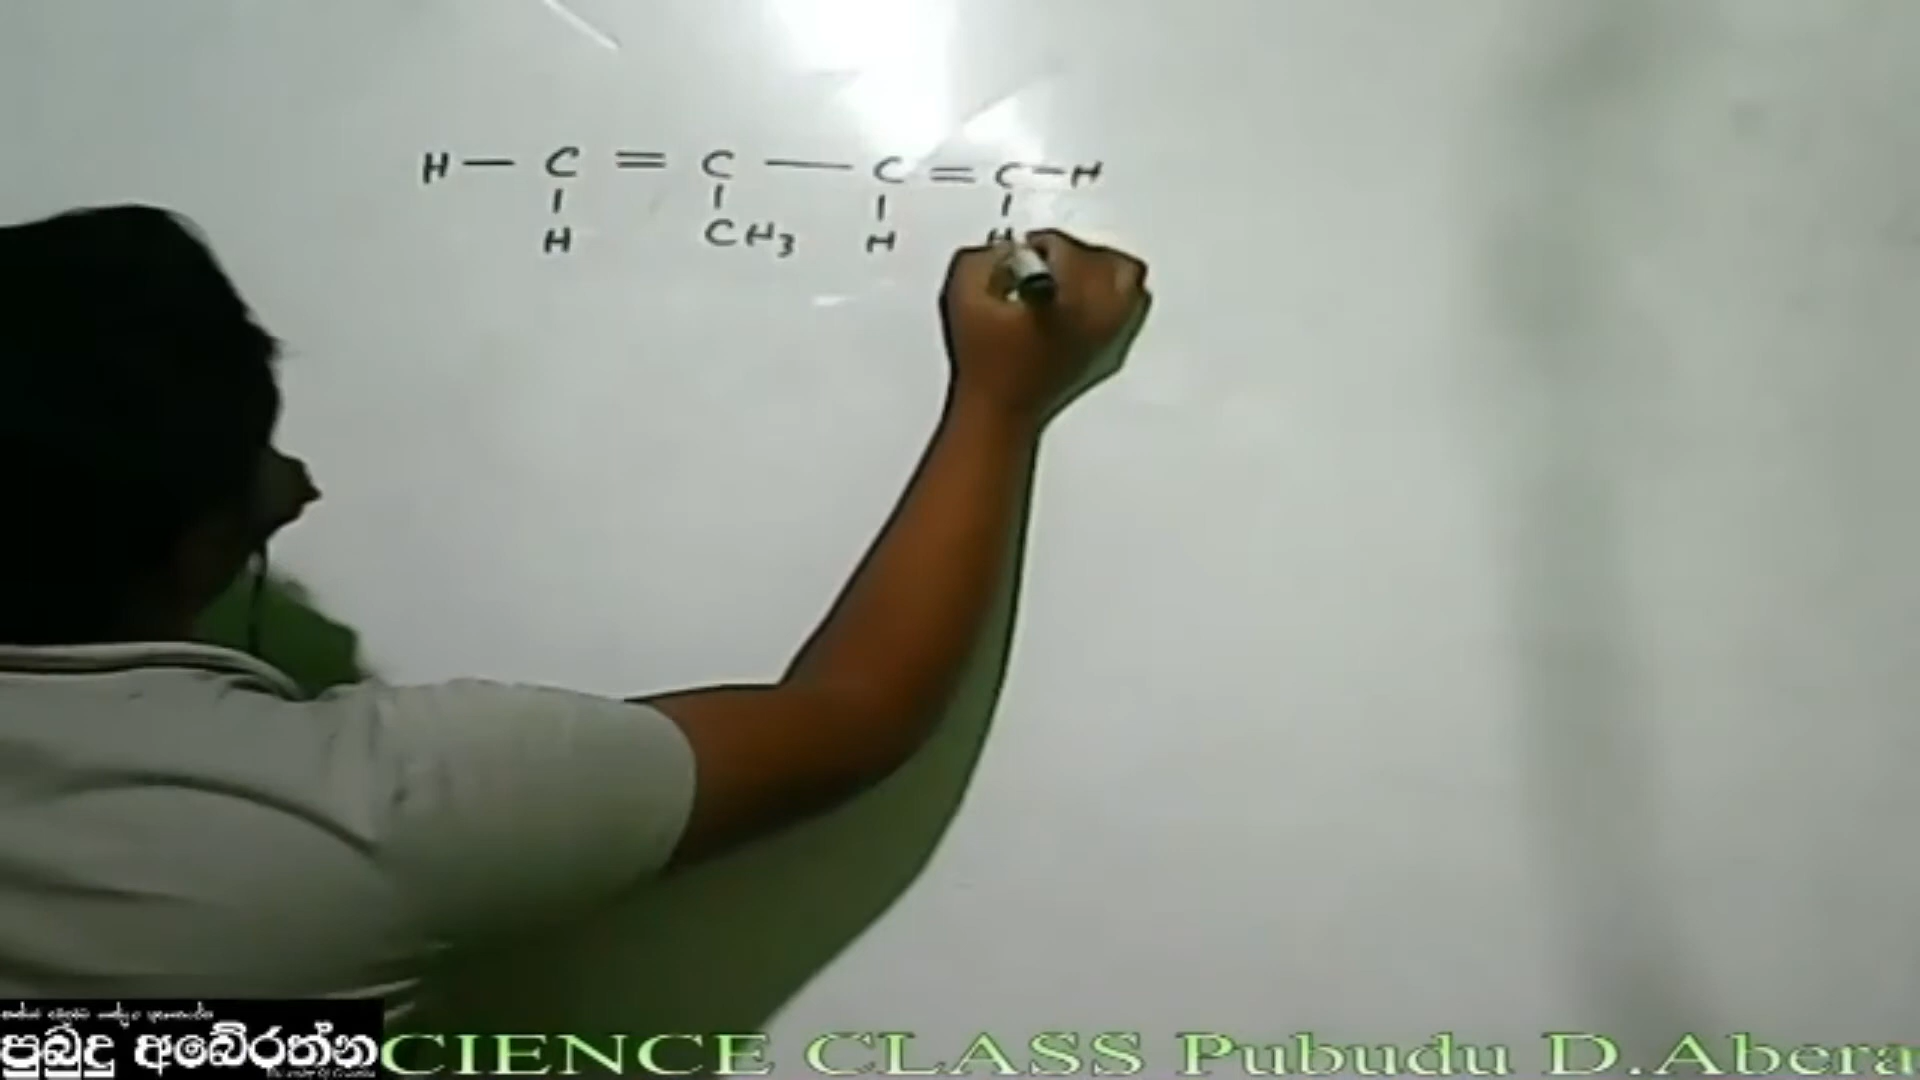 H — C = C — C = C — H
H CH3 H H
පුබුදු අබේරත්න
CIENCE CLASS Pubudu D.Abera